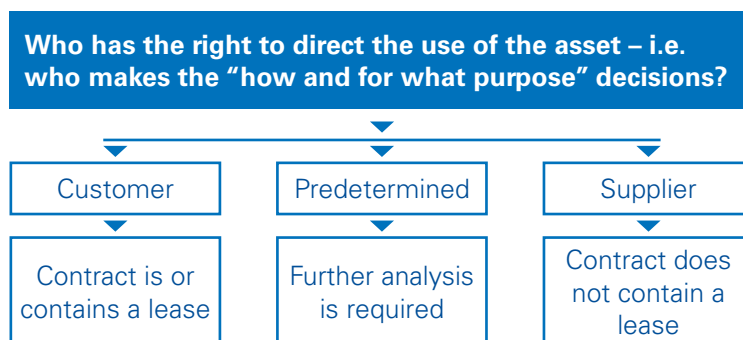 Who has the right to direct the use of the asset – i.e.
who makes the “how and for what purpose” decisions?
Customer
Predetermined
Supplier
Contract is or
contains a lease
Further analysis
is required
Contract does
not contain a
lease